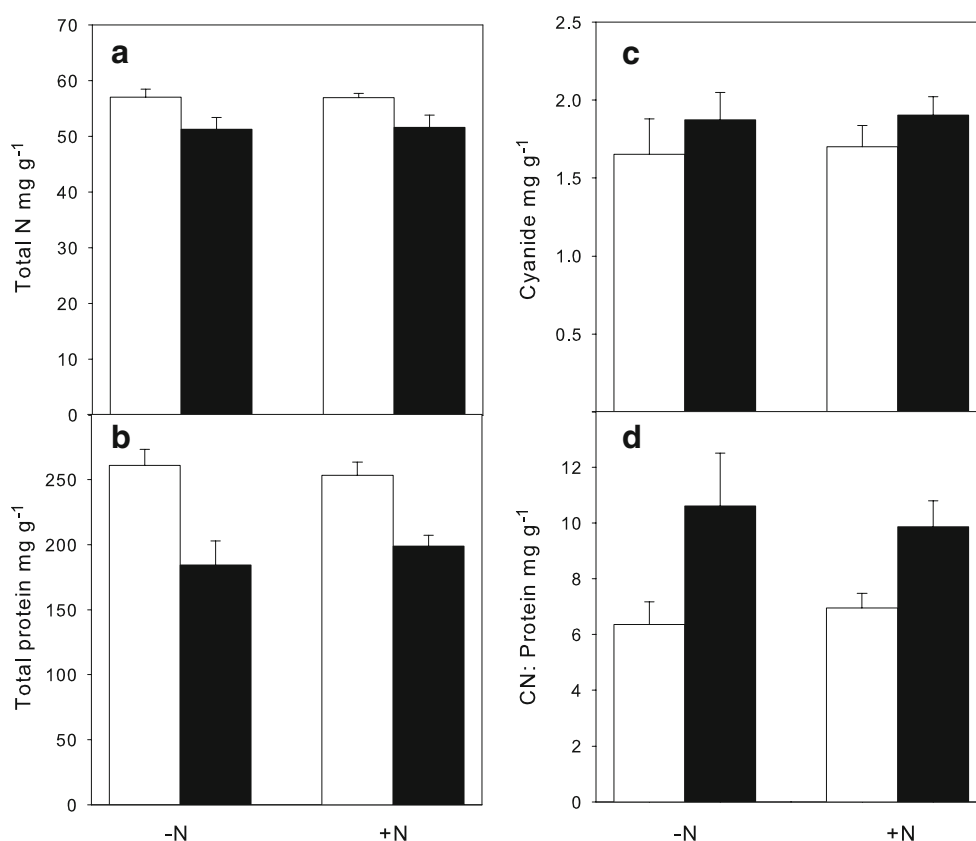 a
Total N mg g⁻¹
70
60
50
40
30
20
10
0
b
Total protein mg g⁻¹
250
200
150
100
50
0
-N +N
c
Cyanide mg g⁻¹
2.5
2.0
1.5
1.0
0.5
d
CN: Protein mg g⁻¹
12
10
8
6
4
2
0
-N +N